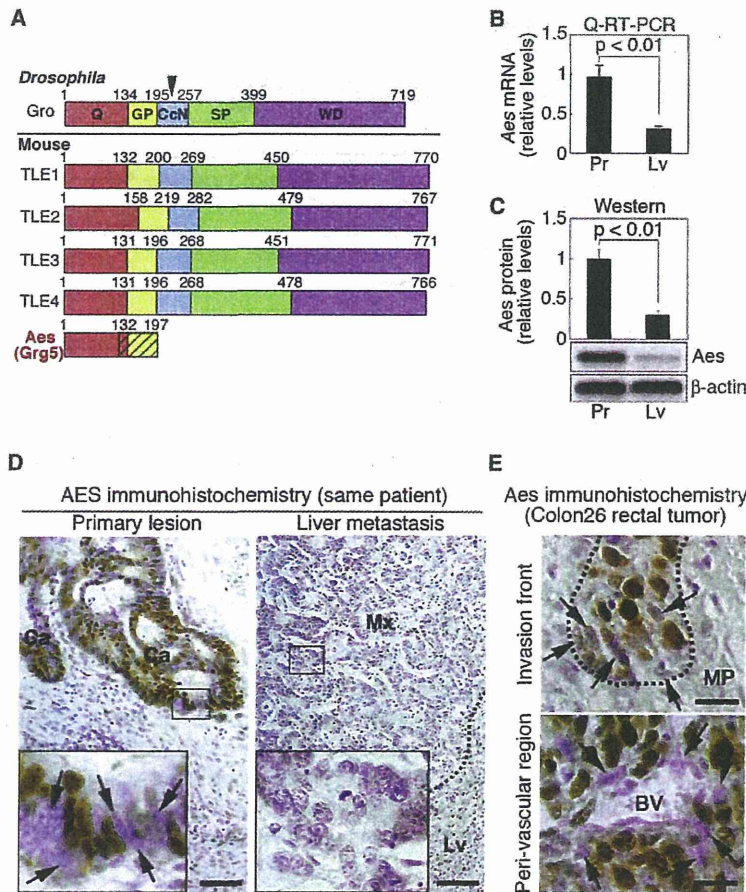 A
Drosophila
1 134 195 257 399 719
Gro Q GP CcN SP WD
Mouse
1 132 200 269 450 770
TLE1
1 158 219 282 479 767
TLE2
1 131 196 268 451 771
TLE3
1 131 196 268 478 766
TLE4
1 132 197
Aes
(Grg5)
B
Q-RT-PCR
p < 0.01
Aes mRNA
(relative levels)
1.5
1
0.5
0
Pr Lv
C
Western
p < 0.01
Aes protein
(relative levels)
1.5
1
0.5
0
Aes
β-actin
Pr Lv
D
AES immunohistochemistry (same patient)
Primary lesion Liver metastasis
Ca
Ca
Mx
Lv
E
Aes immunohistochemistry
(Colon26 rectal tumor)
Invasion front
MP
Peri-vascular region
BV